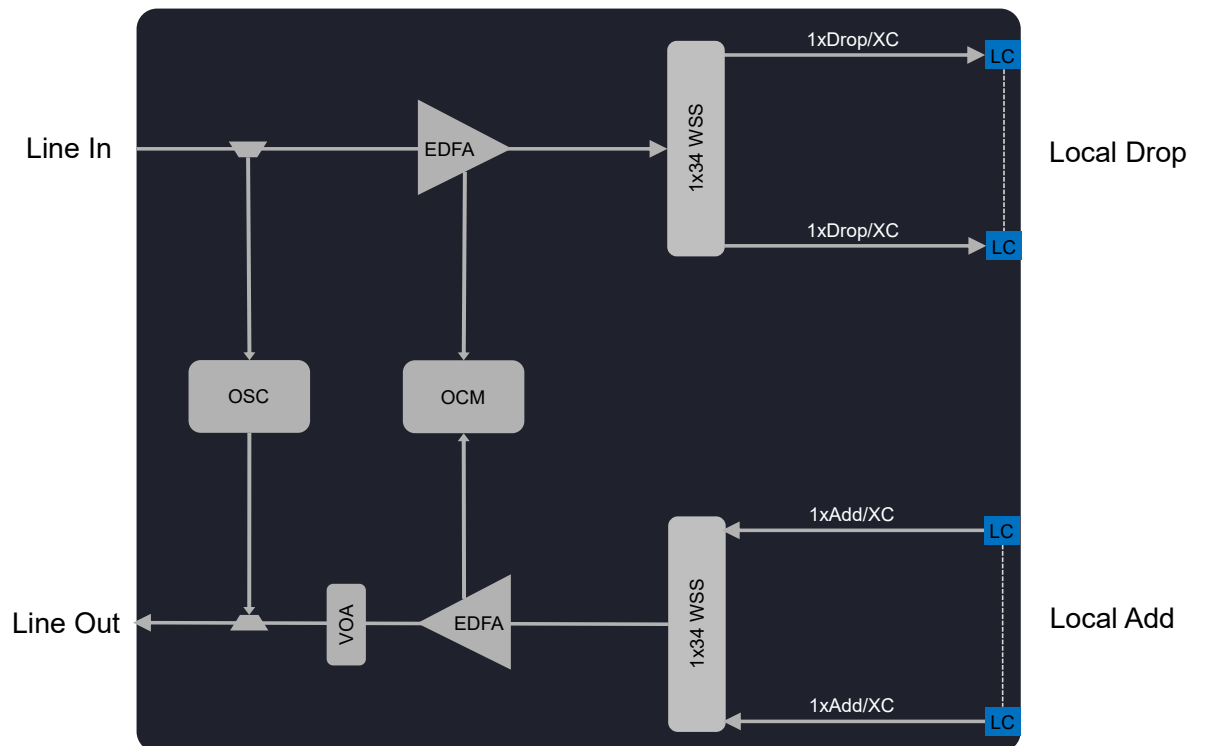 1xDrop/XC
LC
Line In
EDFA
1x34 WSS
Local Drop
1xDrop/XC
LC
OSC
OCM
1xAdd/XC
LC
Line Out
VOA
EDFA
1x34 WSS
Local Add
1xAdd/XC
LC